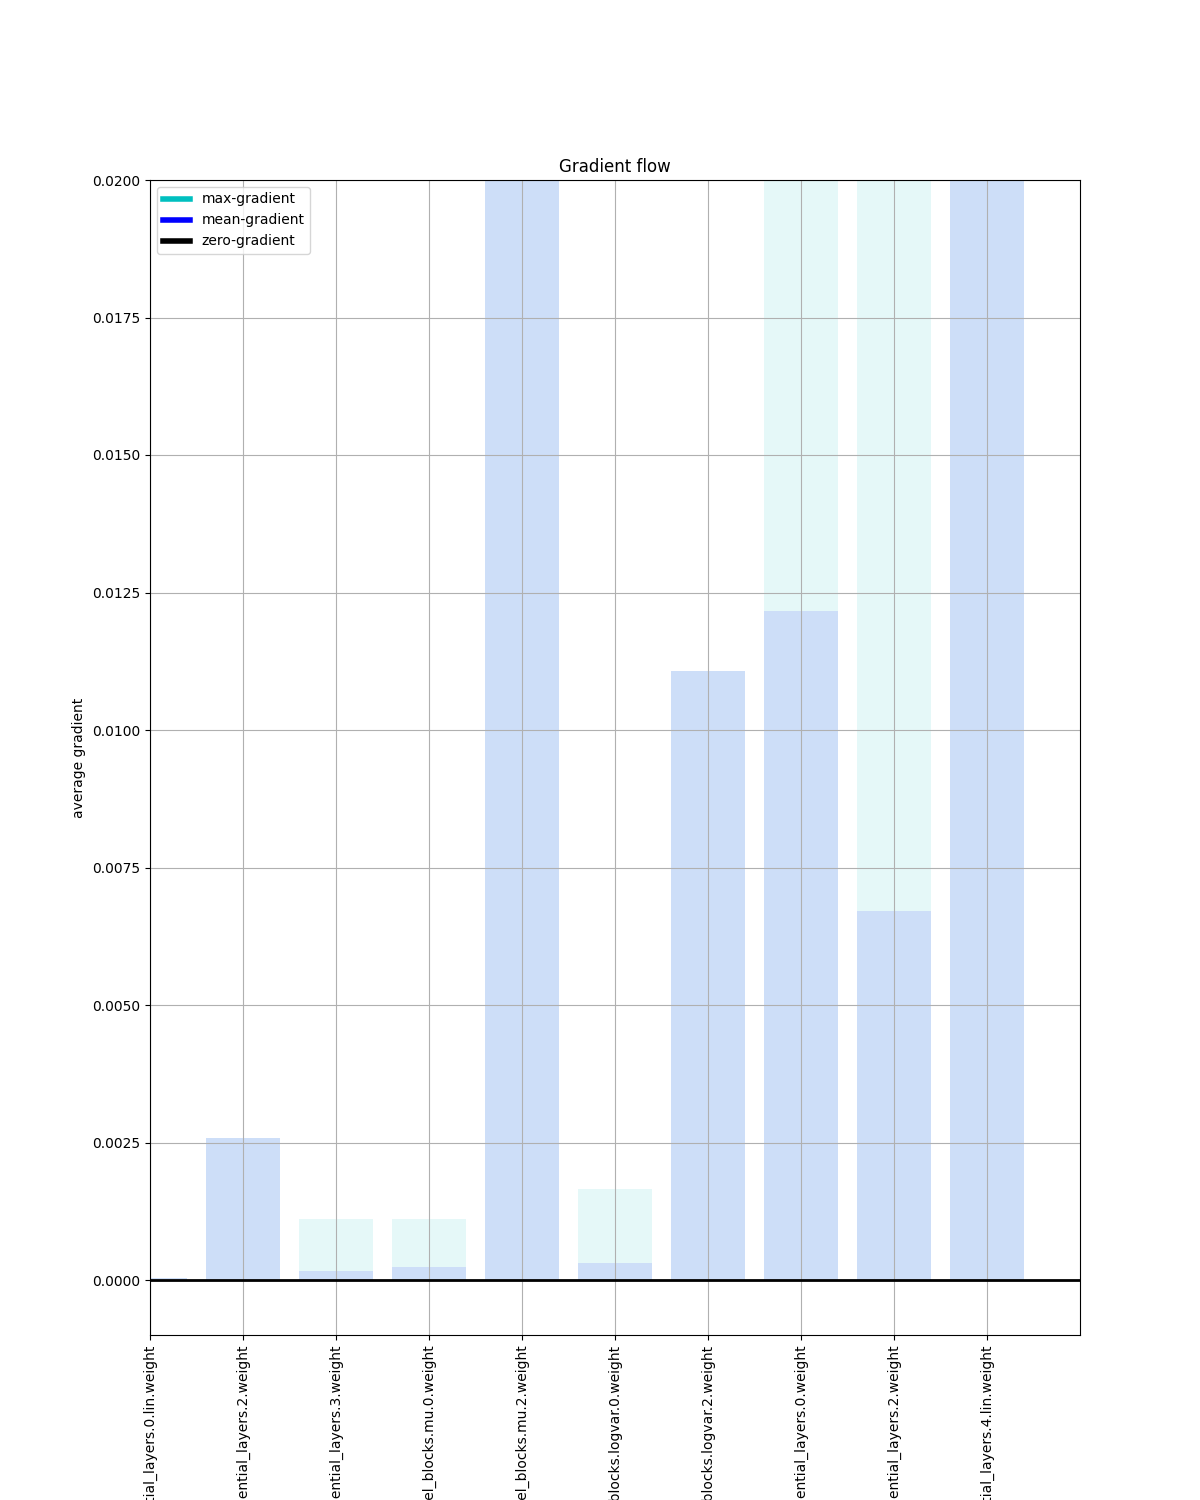 Gradient flow
max-gradient
mean-gradient
zero-gradient
0.0200
0.0175
0.0150
0.0125
0.0100
0.0075
0.0050
0.0025
0.0000
average gradient
tial_layers.0.lin.weight
ential_layers.2.weight
ential_layers.3.weight
el_blocks.mu.0.weight
el_blocks.mu.2.weight
blocks.logvar.0.weight
blocks.logvar.2.weight
ential_layers.0.weight
ential_layers.2.weight
tial_layers.4.lin.weight